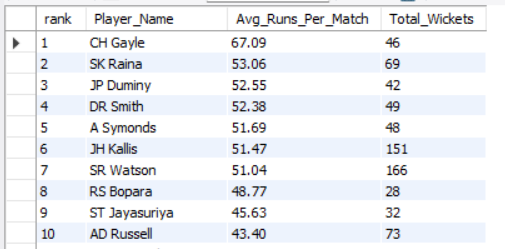 rank Player_Name Avg_Runs_Per_Match Total_Wickets
1 CH Gayle 67.09 46
2 SK Raina 53.06 69
3 JP Duminy 52.55 42
4 DR Smith 52.38 49
5 A Symonds 51.69 48
6 JH Kallis 51.47 151
7 SR Watson 51.04 166
8 RS Bopara 48.77 28
9 ST Jayasuriya 45.63 32
10 AD Russell 43.40 73